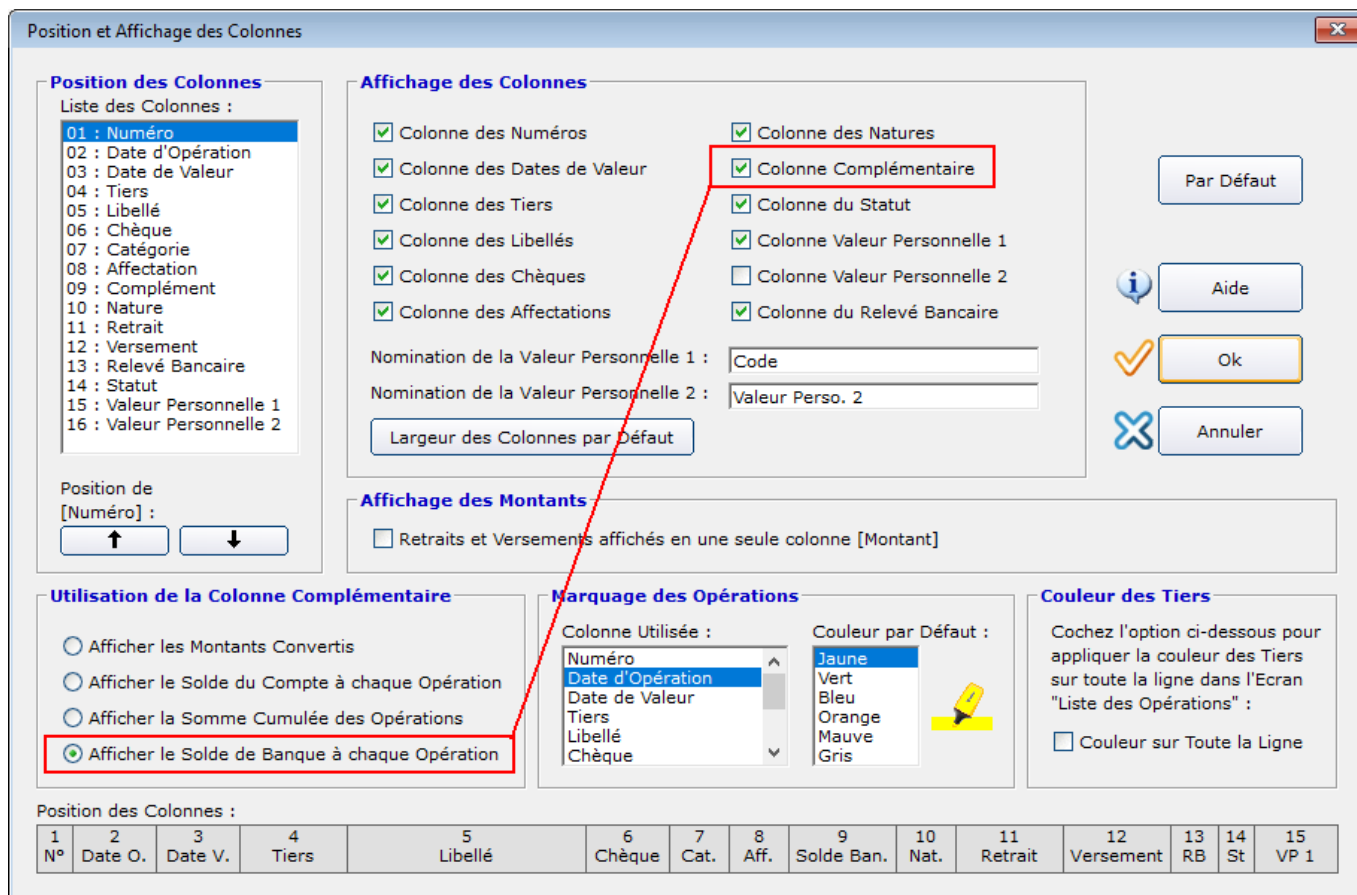 Position et Affichage des Colonnes
Position des Colonnes
Liste des Colonnes :
01 : Numéro
02 : Date d'Opération
03 : Date de Valeur
04 : Tiers
05 : Libellé
06 : Chèque
07 : Catégorie
08 : Affectation
09 : Complément
10 : Nature
11 : Retrait
12 : Versement
13 : Relevé Bancaire
14 : Statut
15 : Valeur Personnelle 1
16 : Valeur Personnelle 2
Position de
[Numéro] :
Affichage des Colonnes
Colonne des Numéros
Colonne des Dates de Valeur
Colonne des Tiers
Colonne des Libellés
Colonne des Chèques
Colonne des Affectations
Colonne des Natures
Colonne Complémentaire
Colonne du Statut
Colonne Valeur Personnelle 1
Colonne Valeur Personnelle 2
Colonne du Relevé Bancaire
Nomination de la Valeur Personnelle 1 : Code
Nomination de la Valeur Personnelle 2 : Valeur Perso. 2
Largeur des Colonnes par Défaut
Par Défaut
Aide
Ok
Annuler
Affichage des Montants
Retraits et Versements affichés en une seule colonne [Montant]
Utilisation de la Colonne Complémentaire
Afficher les Montants Convertis
Afficher le Solde du Compte à chaque Opération
Afficher la Somme Cumulée des Opérations
Afficher le Solde de Banque à chaque Opération
Marquage des Opérations
Colonne Utilisée :
Numéro
Date d'Opération
Date de Valeur
Tiers
Libellé
Chèque
Couleur par Défaut :
Jaune
Vert
Bleu
Orange
Mauve
Gris
Couleur des Tiers
Cochez l'option ci-dessous pour
appliquer la couleur des Tiers
sur toute la ligne dans l'Ecran
"Liste des Opérations" :
Couleur sur Toute la Ligne
Position des Colonnes :
1 2 3 4 5 6 7 8 9 10 11 12 13 14 15
N° Date O. Date V. Tiers Libellé Chèque Cat. Aff. Solde Ban. Nat. Retrait Versement RB St VP 1